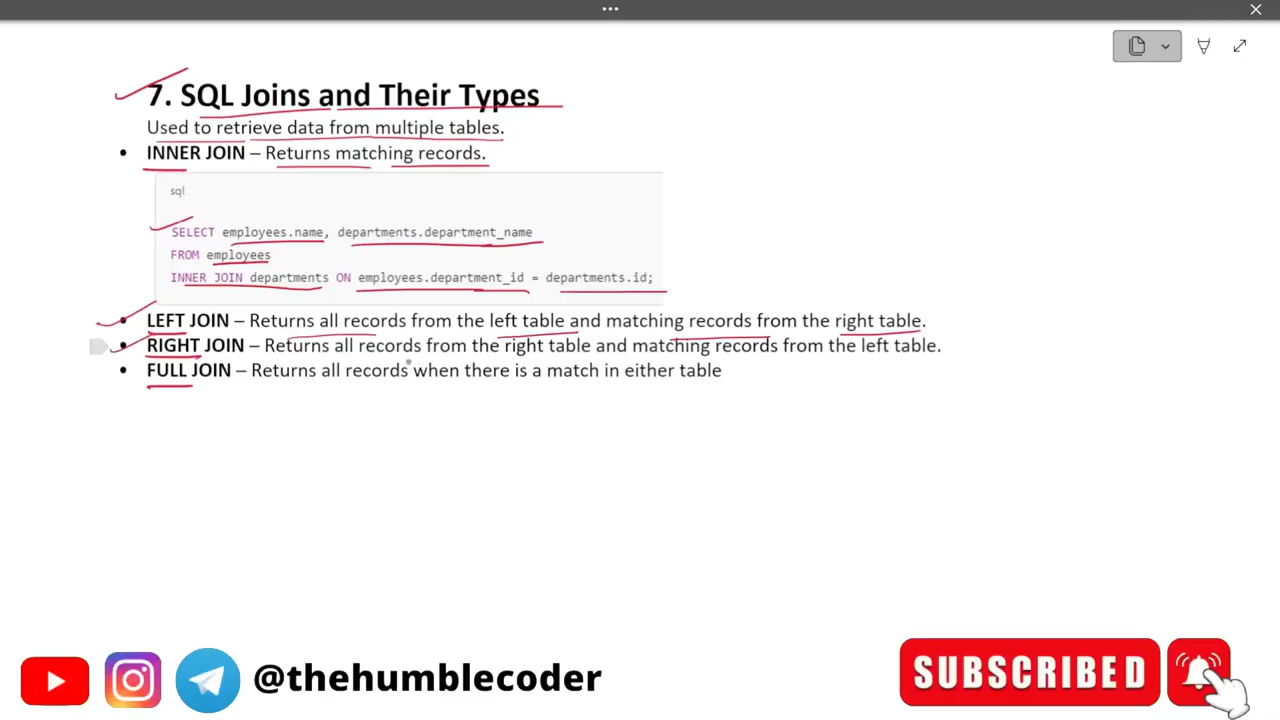 7. SQL Joins and Their Types
Used to retrieve data from multiple tables.
• INNER JOIN – Returns matching records.
sql
SELECT employees.name, departments.department_name
FROM employees
INNER JOIN departments ON employees.department_id = departments.id;
• LEFT JOIN – Returns all records from the left table and matching records from the right table.
• RIGHT JOIN – Returns all records from the right table and matching records from the left table.
• FULL JOIN – Returns all records when there is a match in either table
@thehumblecoder
SUBSCRIBED